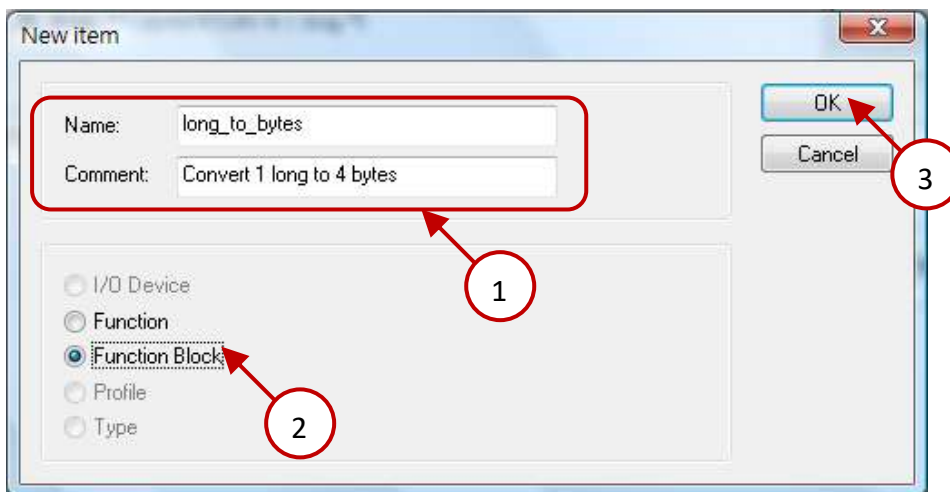 New item
Name:
long_to_bytes
Comment:
Convert 1 long to 4 bytes
OK
Cancel
3
1
I/O Device
Function
Function Block
Profile
Type
2